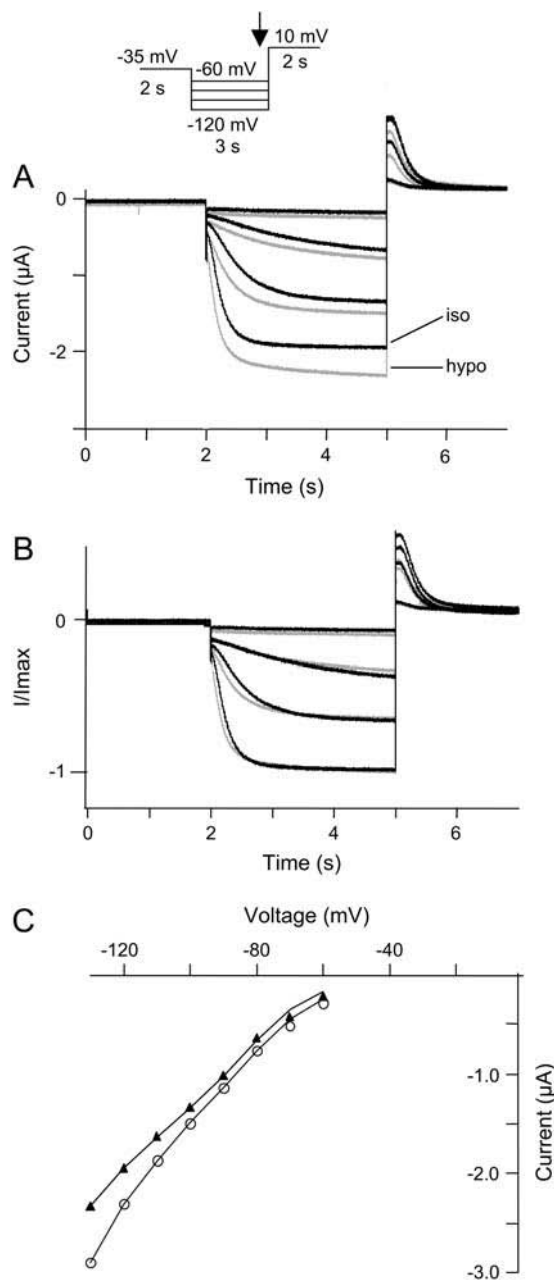 10 mV
-35 mV
-60 mV
2 s
2 s
-120 mV
3 s
A
0
-2
Current (µA)
iso
hypo
0
2
4
6
Time (s)
B
0
-1
I/Imax
0
2
4
6
Time (s)
C
Voltage (mV)
-120
-80
-40
-1.0
-2.0
-3.0
Current (µA)